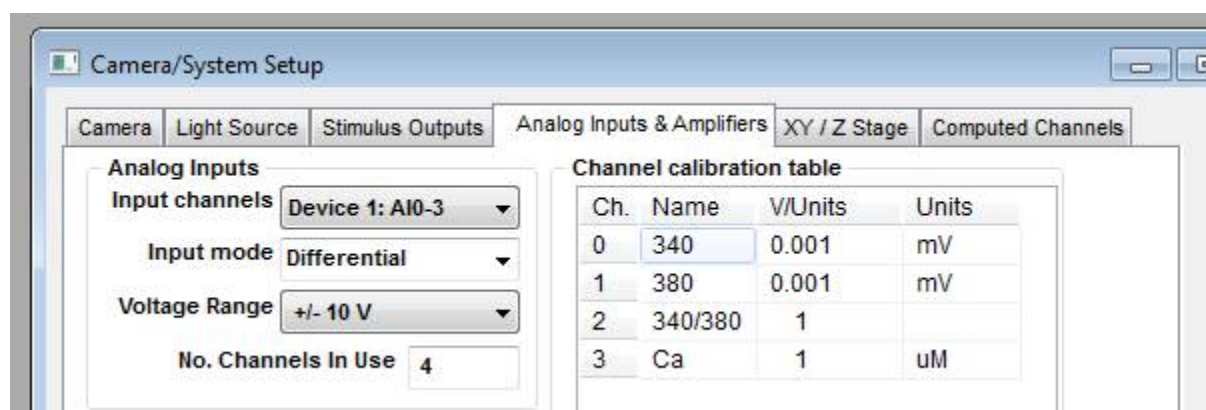 Camera/System Setup
Camera Light Source Stimulus Outputs Analog Inputs & Amplifiers XY / Z Stage Computed Channels
Analog Inputs
Input channels Device 1: AI0-3
Input mode Differential
Voltage Range +/- 10 V
No. Channels In Use 4
Channel calibration table
Ch. Name V/Units Units
0 340 0.001 mV
1 380 0.001 mV
2 340/380 1
3 Ca 1 uM